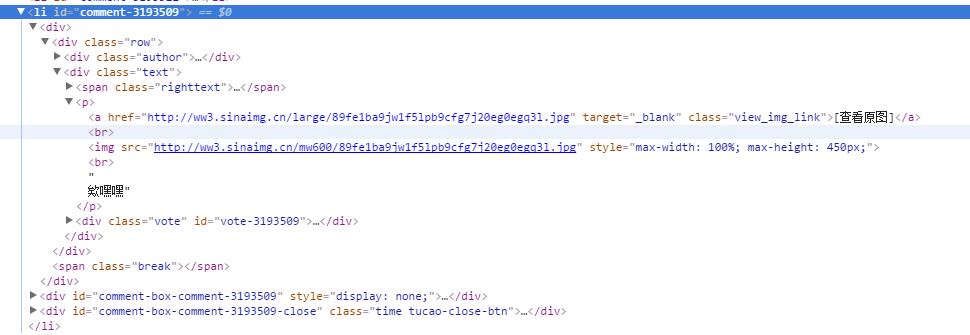 ▼<li id="comment-3193509"> == $0
▼<div>
▼<div class="row">
▶<div class="author">…</div>
▼<div class="text">
▶<span class="righttext">…</span>
▼<p>
<a href="http://ww3.sinaimg.cn/large/89fe1ba9jw1f5lpb9cfg7j20eg0egq3l.jpg" target="_blank" class="view_img_link">[查看原图]</a>
<br>
<img src="http://ww3.sinaimg.cn/mw600/89fe1ba9jw1f5lpb9cfg7j20eg0egq3l.jpg" style="max-width: 100%; max-height: 450px;">
<br>
"
欸嘿嘿"
</p>
▶<div class="vote" id="vote-3193509">…</div>
</div>
</div>
<span class="break"></span>
</div>
▶<div id="comment-box-comment-3193509" style="display: none;">…</div>
▶<div id="comment-box-comment-3193509-close" class="time tucao-close-btn">…</div>
</li>